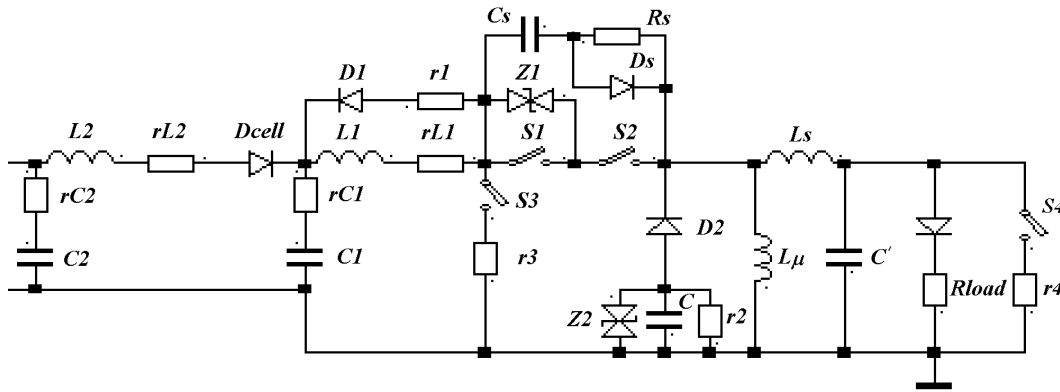 Cs
Rs
D1
r1
Z1
Ds
L2
rL2
Dcell
L1
rL1
S1
S2
Ls
rC2
rC1
S3
S4
C2
C1
r3
D2
Lμ
C′
Rload
r4
Z2
C
r2